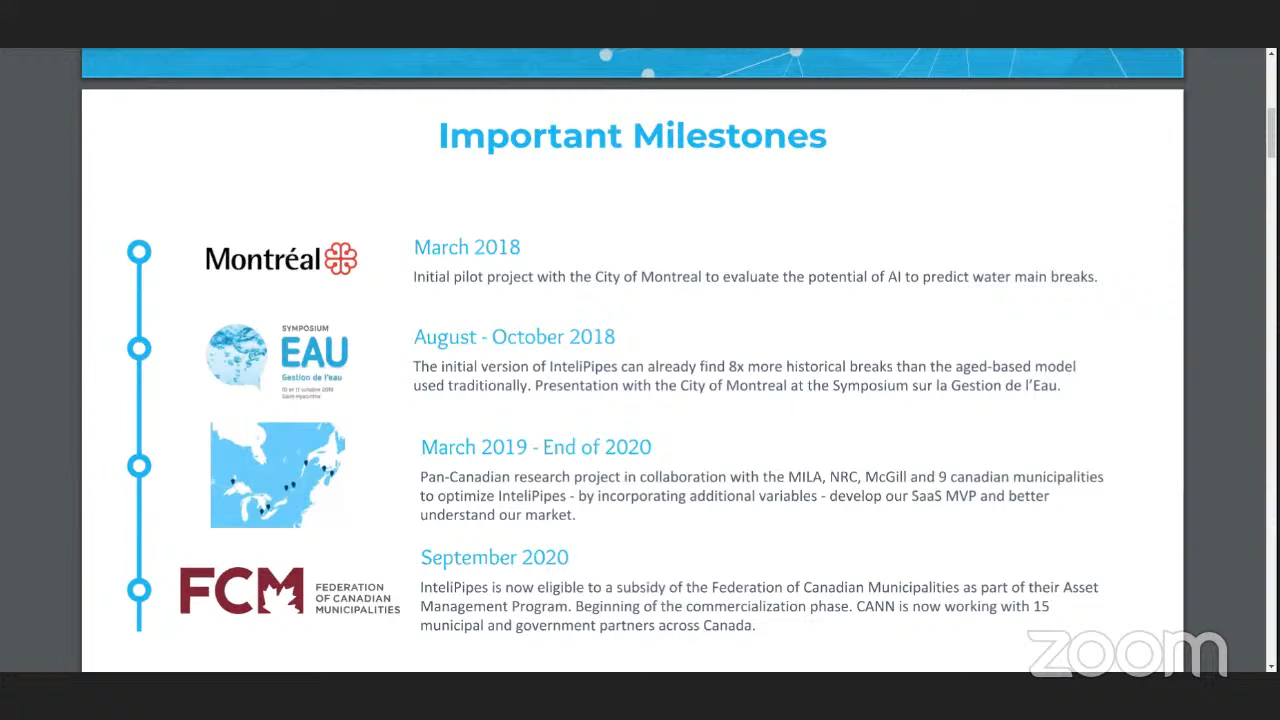 Important Milestones
Montréal
March 2018
Initial pilot project with the City of Montreal to evaluate the potential of AI to predict water main breaks.
SYMPOSIUM
EAU
Gestion de l'eau
August - October 2018
The initial version of InteliPipes can already find 8x more historical breaks than the aged-based model
used traditionally. Presentation with the City of Montreal at the Symposium sur la Gestion de l'Eau.
March 2019 - End of 2020
Pan-Canadian research project in collaboration with the MILA, NRC, McGill and 9 canadian municipalities
to optimize InteliPipes - by incorporating additional variables - develop our SaaS MVP and better
understand our market.
FCM
FEDERATION
OF CANADIAN
MUNICIPALITIES
September 2020
InteliPipes is now eligible to a subsidy of the Federation of Canadian Municipalities as part of their Asset
Management Program. Beginning of the commercialization phase. CANN is now working with 15
municipal and government partners across Canada.
zoom